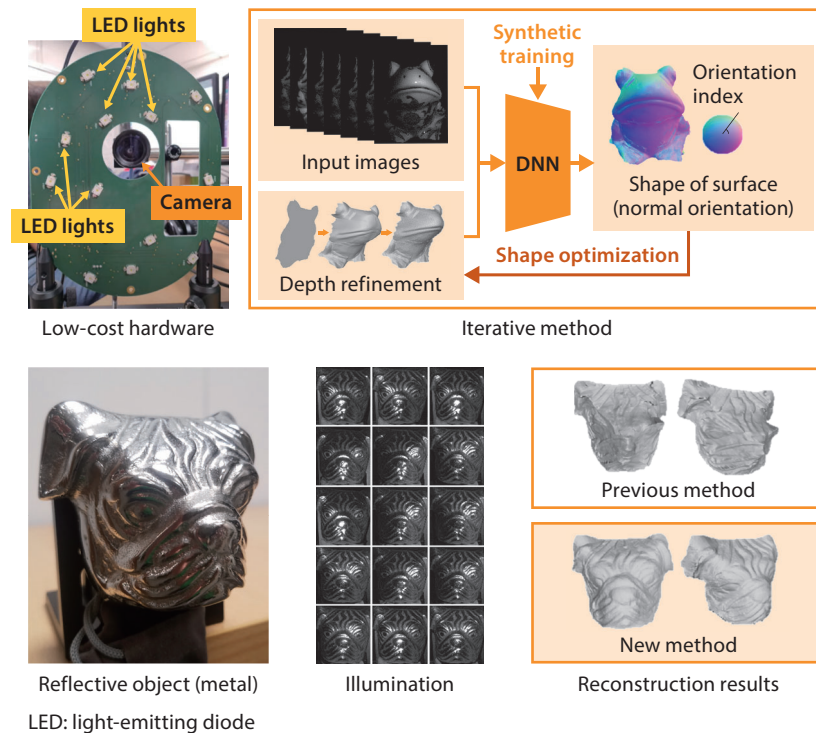 LED lights
LED lights
Camera
Low-cost hardware
Input images
Depth refinement
Synthetic
training
DNN
Orientation
index
Shape of surface
(normal orientation)
Shape optimization
Iterative method
Reflective object (metal)
Illumination
Previous method
New method
Reconstruction results
LED: light-emitting diode